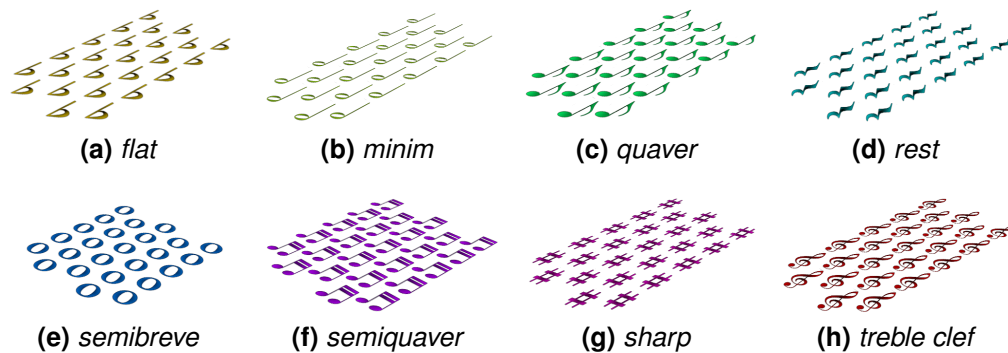 (a) flat
(b) minim
(c) quaver
(d) rest
(e) semibreve
(f) semiquaver
(g) sharp
(h) treble clef